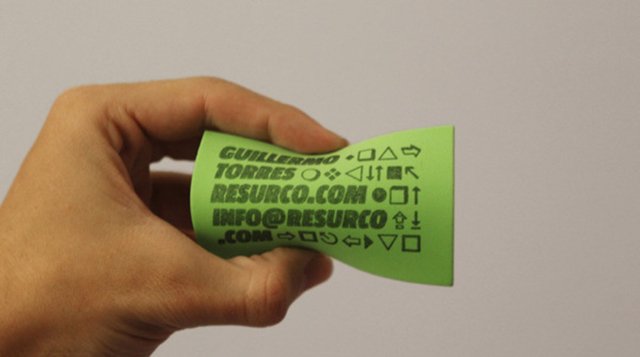 GUILLERMO
TORRES
RESURCO.COM
INFO@RESURCO
.COM